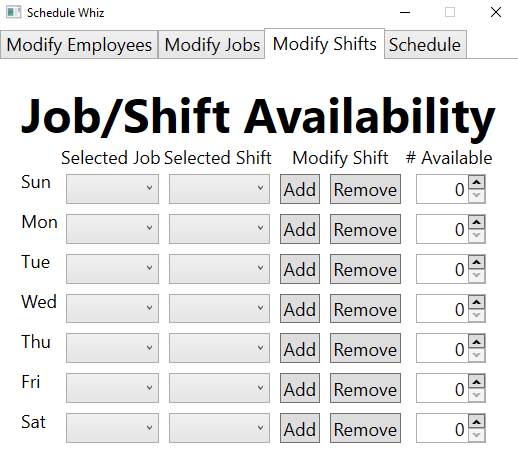 Schedule Whiz
Modify Employees Modify Jobs Modify Shifts Schedule
Job/Shift Availability
Selected Job Selected Shift Modify Shift # Available
Sun Add Remove 0
Mon Add Remove 0
Tue Add Remove 0
Wed Add Remove 0
Thu Add Remove 0
Fri Add Remove 0
Sat Add Remove 0